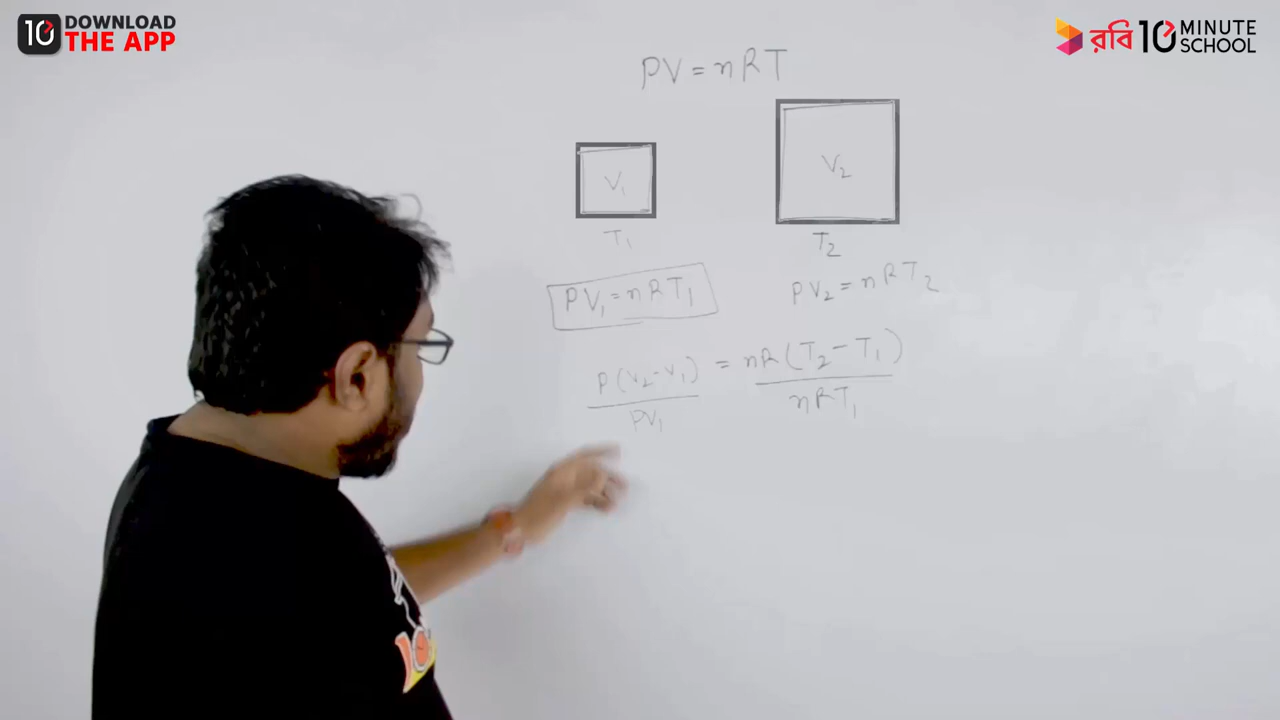 10 DOWNLOAD THE APP
রবি 10 MINUTE SCHOOL
PV = nRT
V₁
V₂
T₁
T₂
PV₁ = nRT₁
PV₂ = nRT₂
P(V₂-V₁) / PV₁ = nR(T₂-T₁) / nRT₁